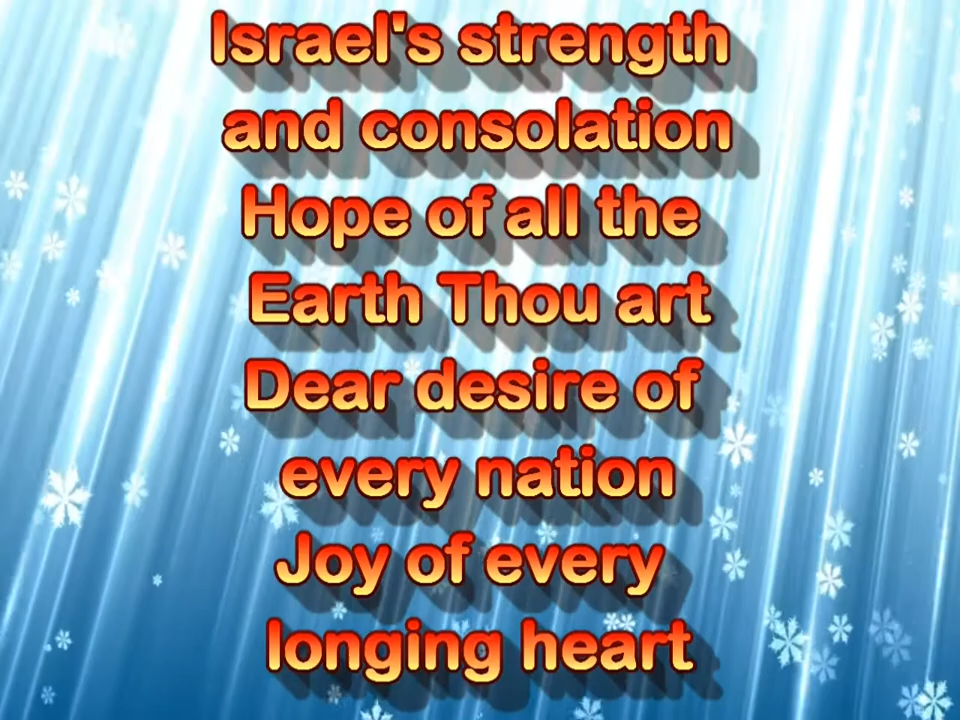 Israel's strength
and consolation
Hope of all the
Earth Thou art
Dear desire of
every nation
Joy of every
longing heart